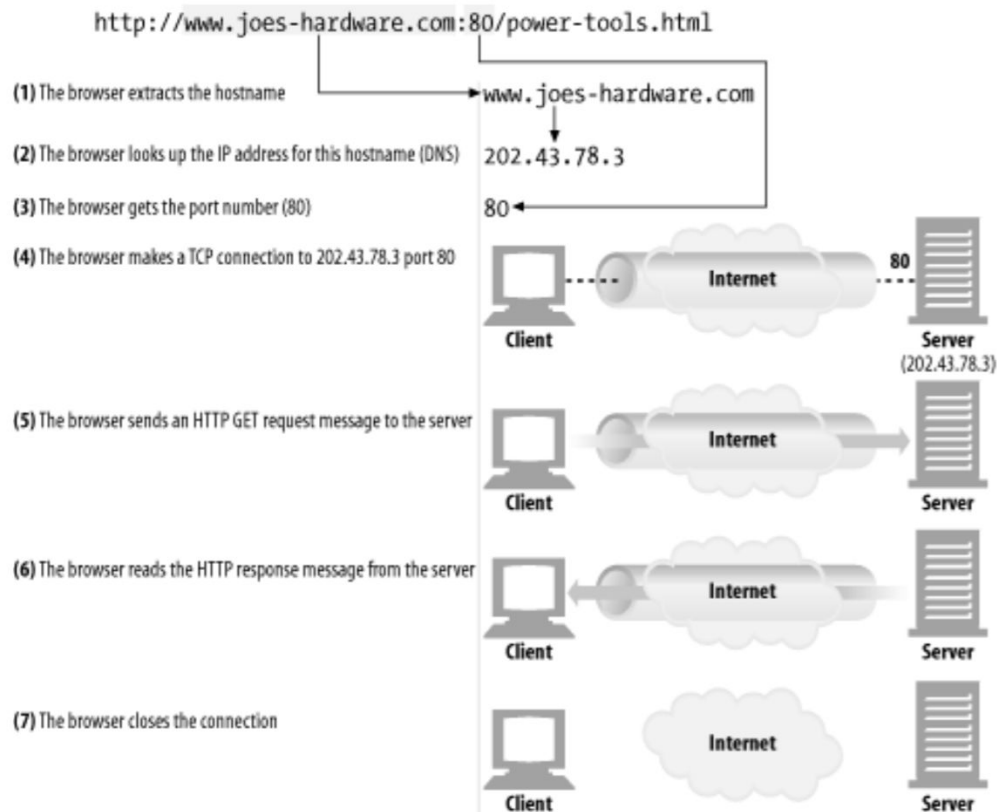 http://www.joes-hardware.com:80/power-tools.html
(1) The browser extracts the hostname
www.joes-hardware.com
(2) The browser looks up the IP address for this hostname (DNS)
202.43.78.3
(3) The browser gets the port number (80)
80
(4) The browser makes a TCP connection to 202.43.78.3 port 80
Internet
80
Client
Server
(202.43.78.3)
(5) The browser sends an HTTP GET request message to the server
Internet
Client
Server
(6) The browser reads the HTTP response message from the server
Internet
Client
Server
(7) The browser closes the connection
Internet
Client
Server